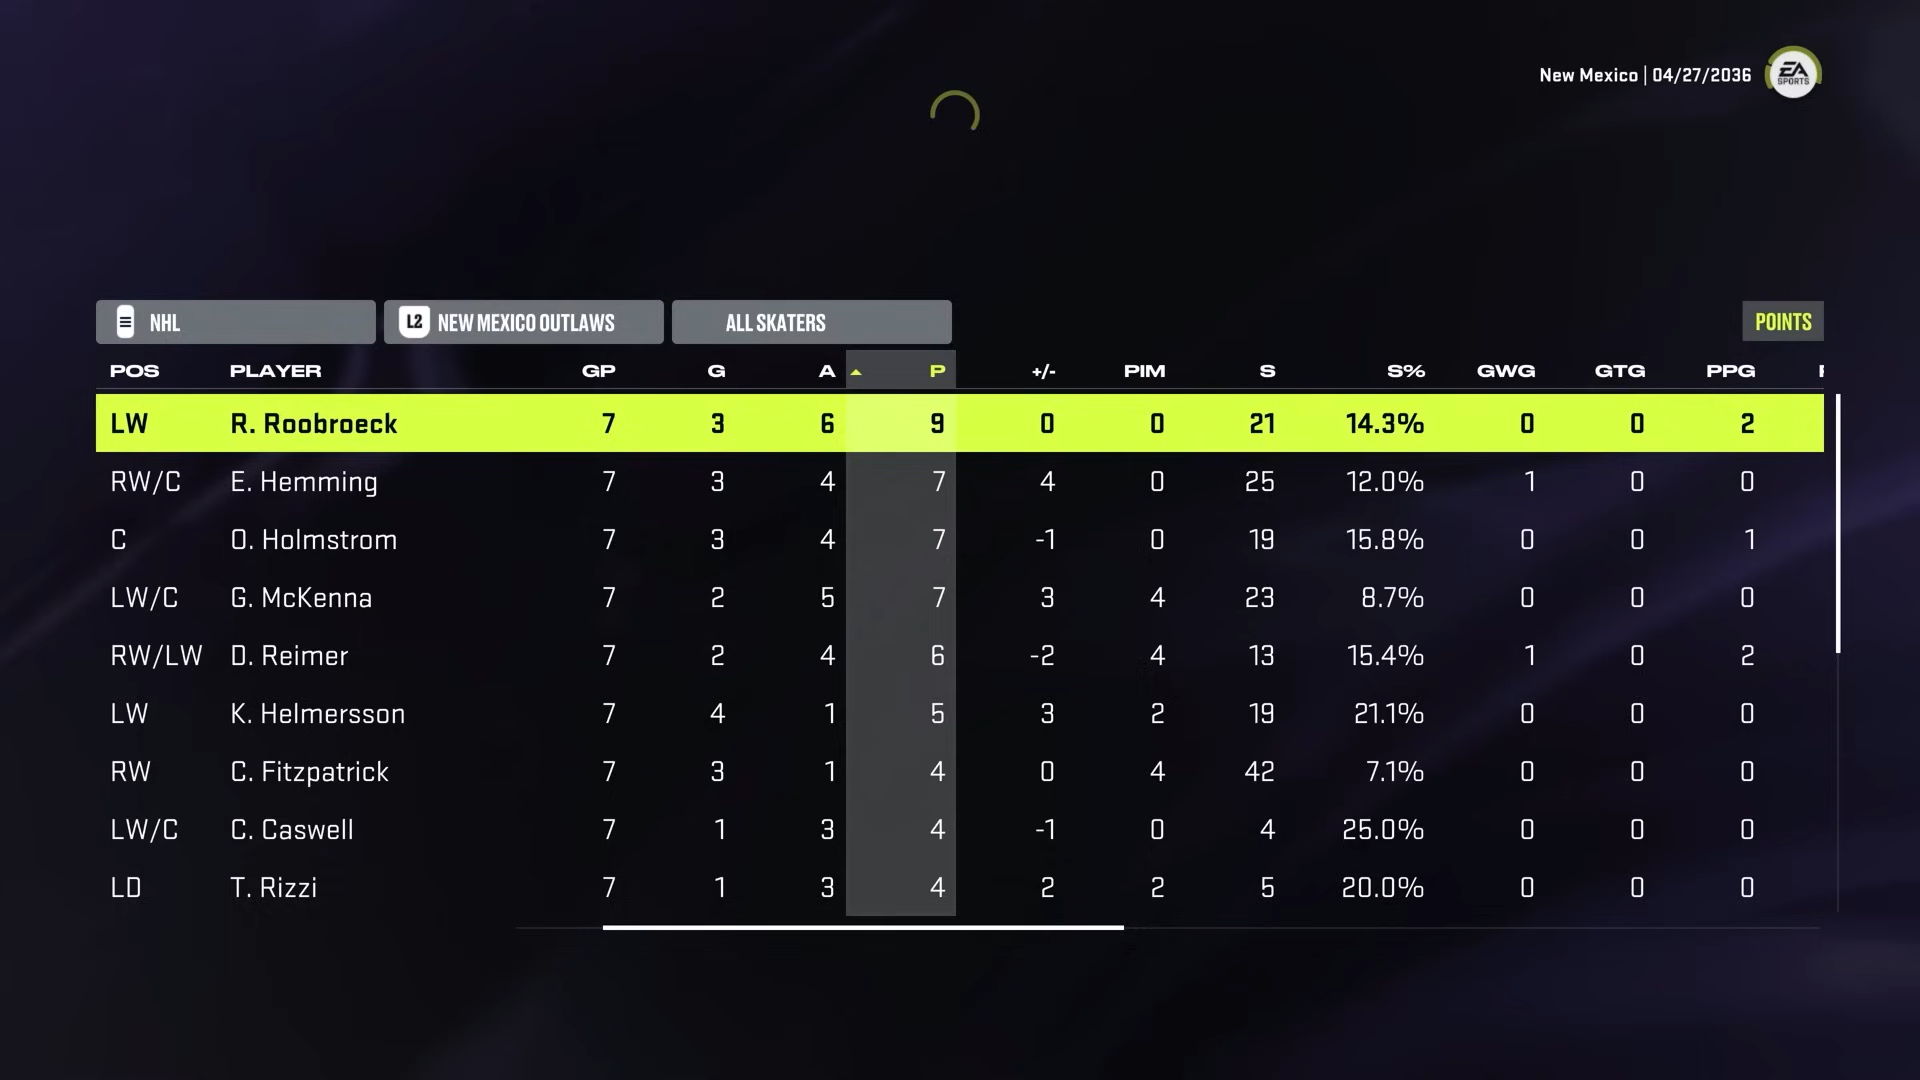 New Mexico | 04/27/2036
EA SPORTS
NHL
L2 NEW MEXICO OUTLAWS
ALL SKATERS
POINTS
POS PLAYER GP G A P +/- PIM S S% GWG GTG PPG
LW R. Roobroeck 7 3 6 9 0 0 21 14.3% 0 0 2
RW/C E. Hemming 7 3 4 7 4 0 25 12.0% 1 0 0
C O. Holmstrom 7 3 4 7 -1 0 19 15.8% 0 0 1
LW/C G. McKenna 7 2 5 7 3 4 23 8.7% 0 0 0
RW/LW D. Reimer 7 2 4 6 -2 4 13 15.4% 1 0 2
LW K. Helmersson 7 4 1 5 3 2 19 21.1% 0 0 0
RW C. Fitzpatrick 7 3 1 4 0 4 42 7.1% 0 0 0
LW/C C. Caswell 7 1 3 4 -1 0 4 25.0% 0 0 0
LD T. Rizzi 7 1 3 4 2 2 5 20.0% 0 0 0